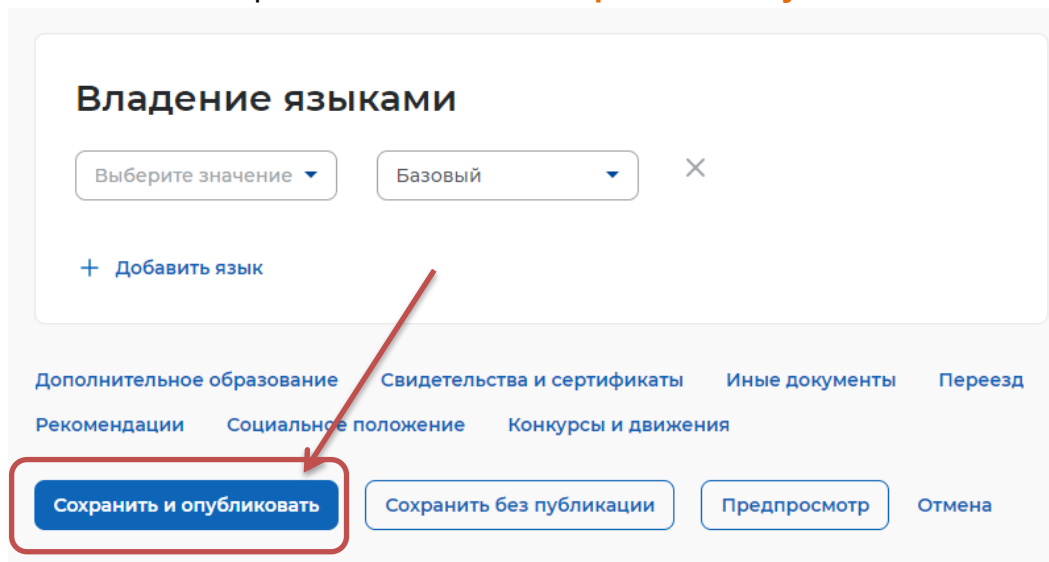 Владение языками
Выберите значение Базовый
+ Добавить язык
Дополнительное образование Свидетельства и сертификаты Иные документы Переезд
Рекомендации Социальное положение Конкурсы и движения
Сохранить и опубликовать Сохранить без публикации Предпросмотр Отмена